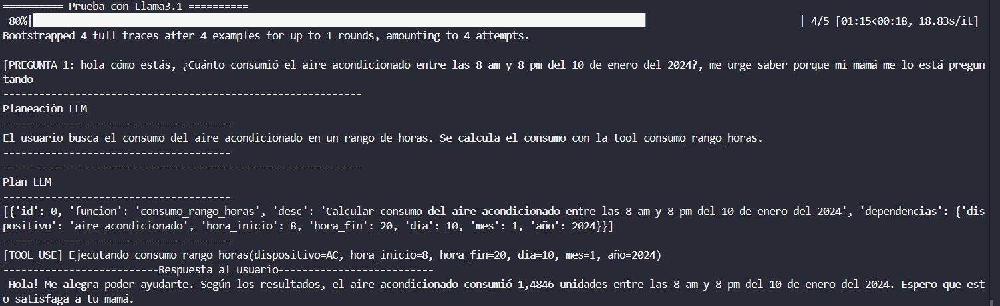 ========== Prueba con Llama3.1 ==========
80%| | 4/5 [01:15<00:18, 18.83s/it]
Bootstrapped 4 full traces after 4 examples for up to 1 rounds, amounting to 4 attempts.
[PREGUNTA 1: hola cómo estás, ¿Cuánto consumió el aire acondicionado entre las 8 am y 8 pm del 10 de enero del 2024?, me urge saber porque mi mamá me lo está pregun
tando
------------------------------------------------------------
Planeación LLM
--------------------------------------
El usuario busca el consumo del aire acondicionado en un rango de horas. Se calcula el consumo con la tool consumo_rango_horas.
--------------------------------------
------------------------------------------------------------
Plan LLM
--------------------------------------
[{'id': 0, 'funcion': 'consumo_rango_horas', 'desc': 'Calcular consumo del aire acondicionado entre las 8 am y 8 pm del 10 de enero del 2024', 'dependencias': {'dis
positivo': 'aire acondicionado', 'hora_inicio': 8, 'hora_fin': 20, 'dia': 10, 'mes': 1, 'año': 2024}}]
--------------------------------------
[TOOL_USE] Ejecutando consumo_rango_horas(dispositivo=AC, hora_inicio=8, hora_fin=20, dia=10, mes=1, año=2024)
--------------------------Respuesta al usuario--------------------------
Hola! Me alegra poder ayudarte. Según los resultados, el aire acondicionado consumió 1,4846 unidades entre las 8 am y 8 pm del 10 de enero del 2024. Espero que est
o satisfaga a tu mamá.